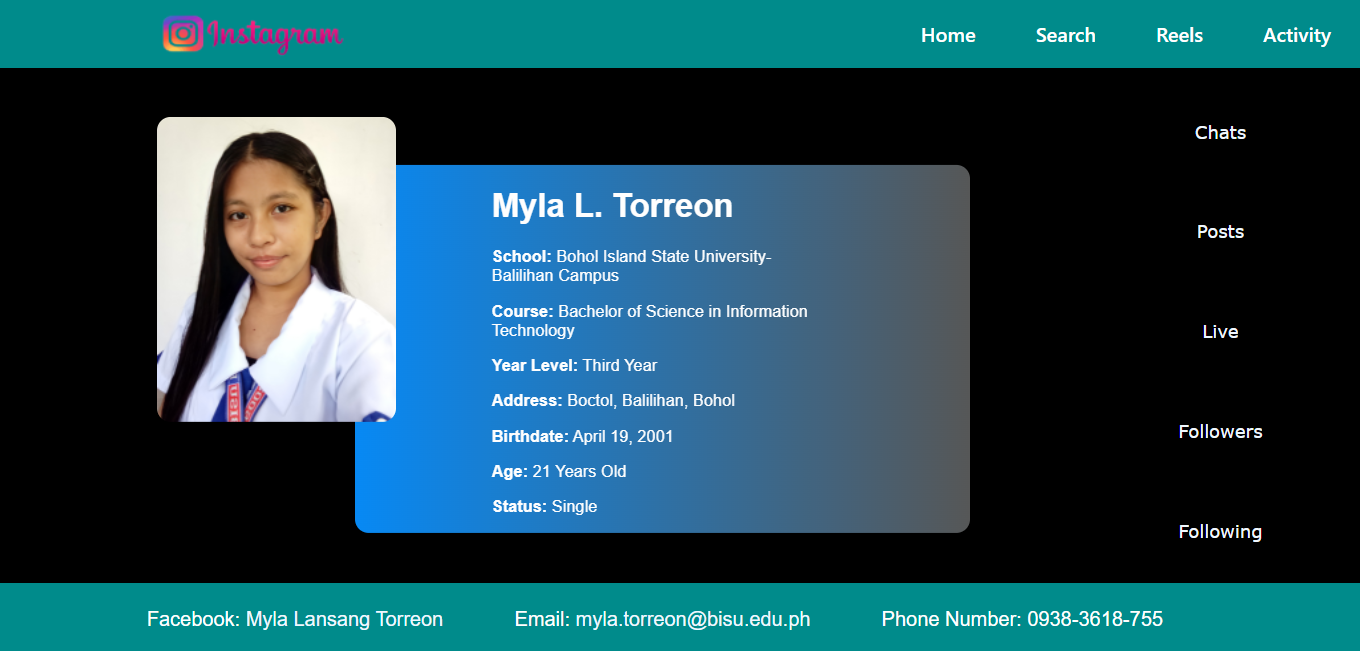 Instagram
Home Search Reels Activity
Chats
Posts
Live
Followers
Following
Myla L. Torreon
School: Bohol Island State University-
Balilihan Campus
Course: Bachelor of Science in Information
Technology
Year Level: Third Year
Address: Boctol, Balilihan, Bohol
Birthdate: April 19, 2001
Age: 21 Years Old
Status: Single
Facebook: Myla Lansang Torreon Email: myla.torreon@bisu.edu.ph Phone Number: 0938-3618-755